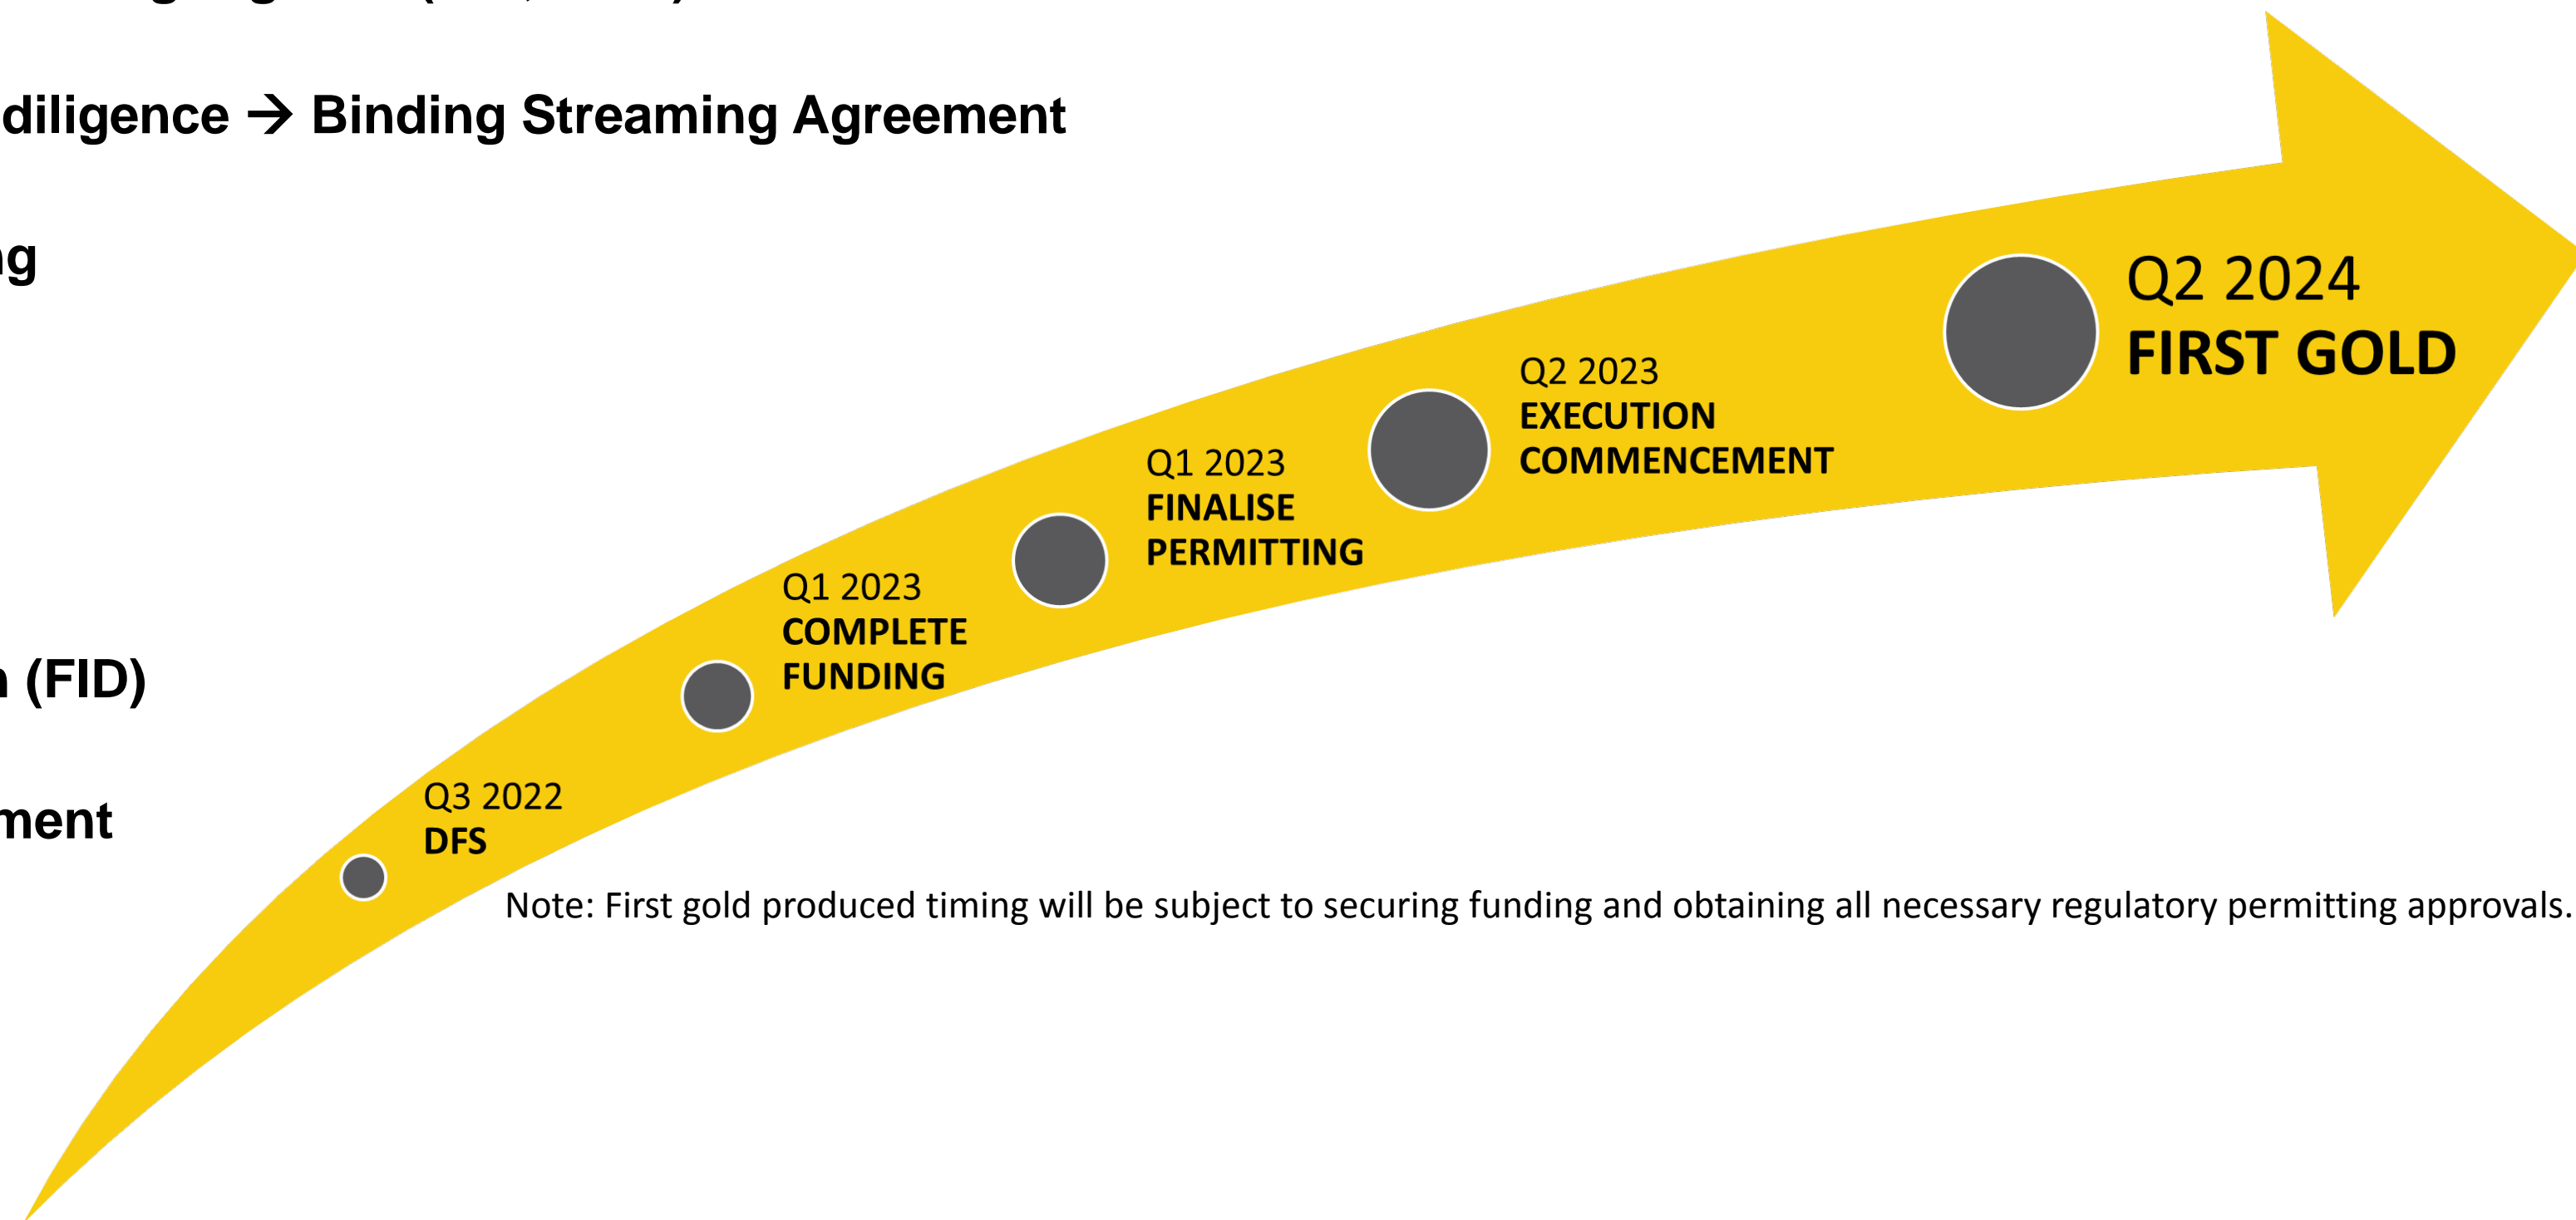 diligence → Binding Streaming Agreement
(FID)
Q2 2024
FIRST GOLD
Q2 2023
EXECUTION
COMMENCEMENT
Q1 2023
FINALISE
PERMITTING
Q1 2023
COMPLETE
FUNDING
Q3 2022
DFS
Note: First gold produced timing will be subject to securing funding and obtaining all necessary regulatory permitting approvals.